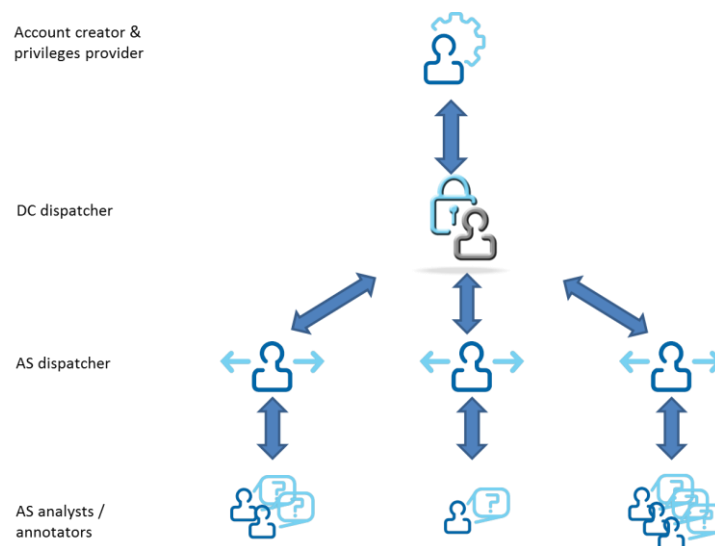 Account creator &
privileges provider
DC dispatcher
AS dispatcher
AS analysts /
annotators
?
?
?
?
?
?